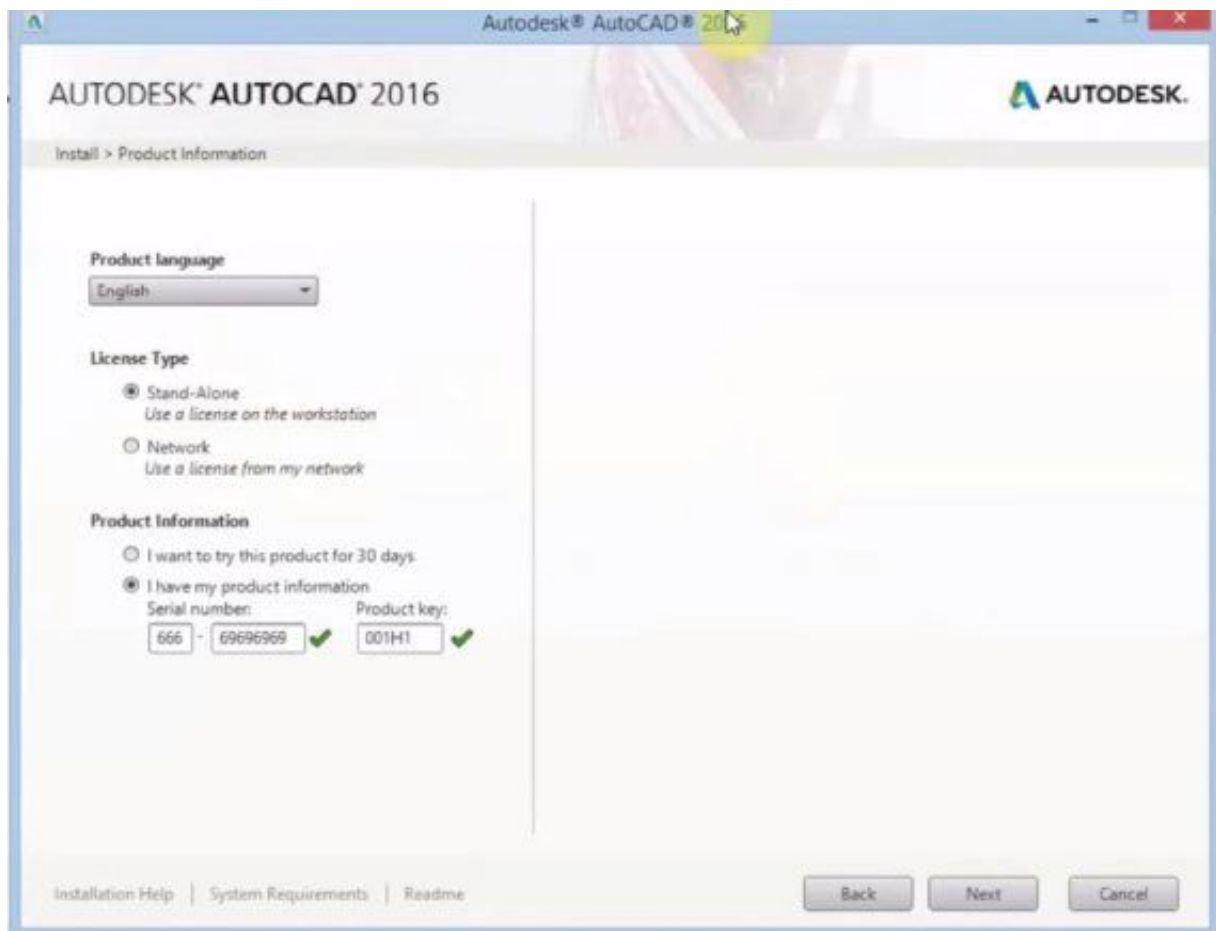 Autodesk® AutoCAD® 2016
AUTODESK® AUTOCAD® 2016
AUTODESK.
Install > Product Information
Product language
English
License Type
Stand-Alone
Use a license on the workstation
Network
Use a license from my network
Product Information
I want to try this product for 30 days
I have my product information
Serial number: Product key:
666 - 69696969 001H1
Installation Help | System Requirements | Readme
Back Next Cancel